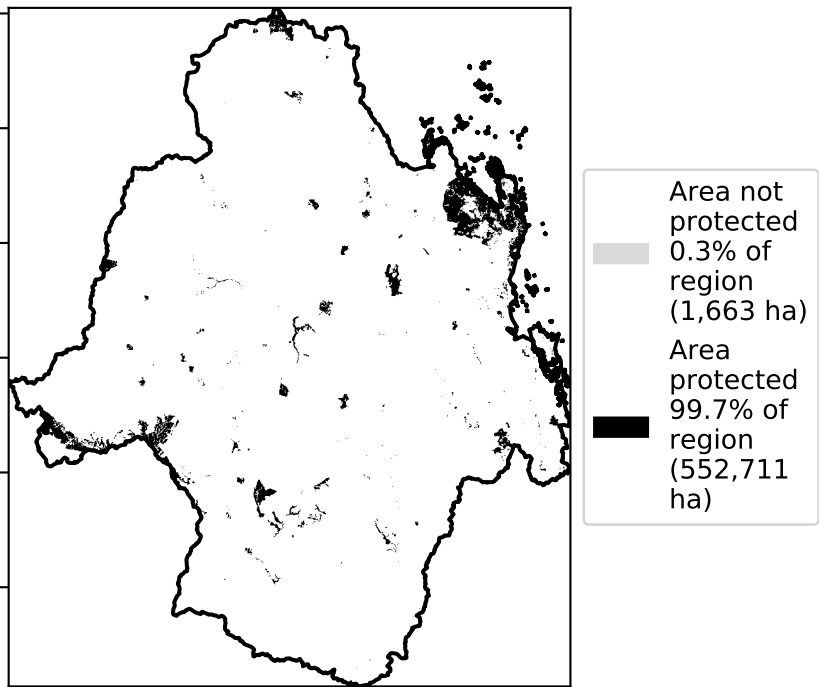 Area not
protected
0.3% of
region
(1,663 ha)
Area
protected
99.7% of
region
(552,711
ha)